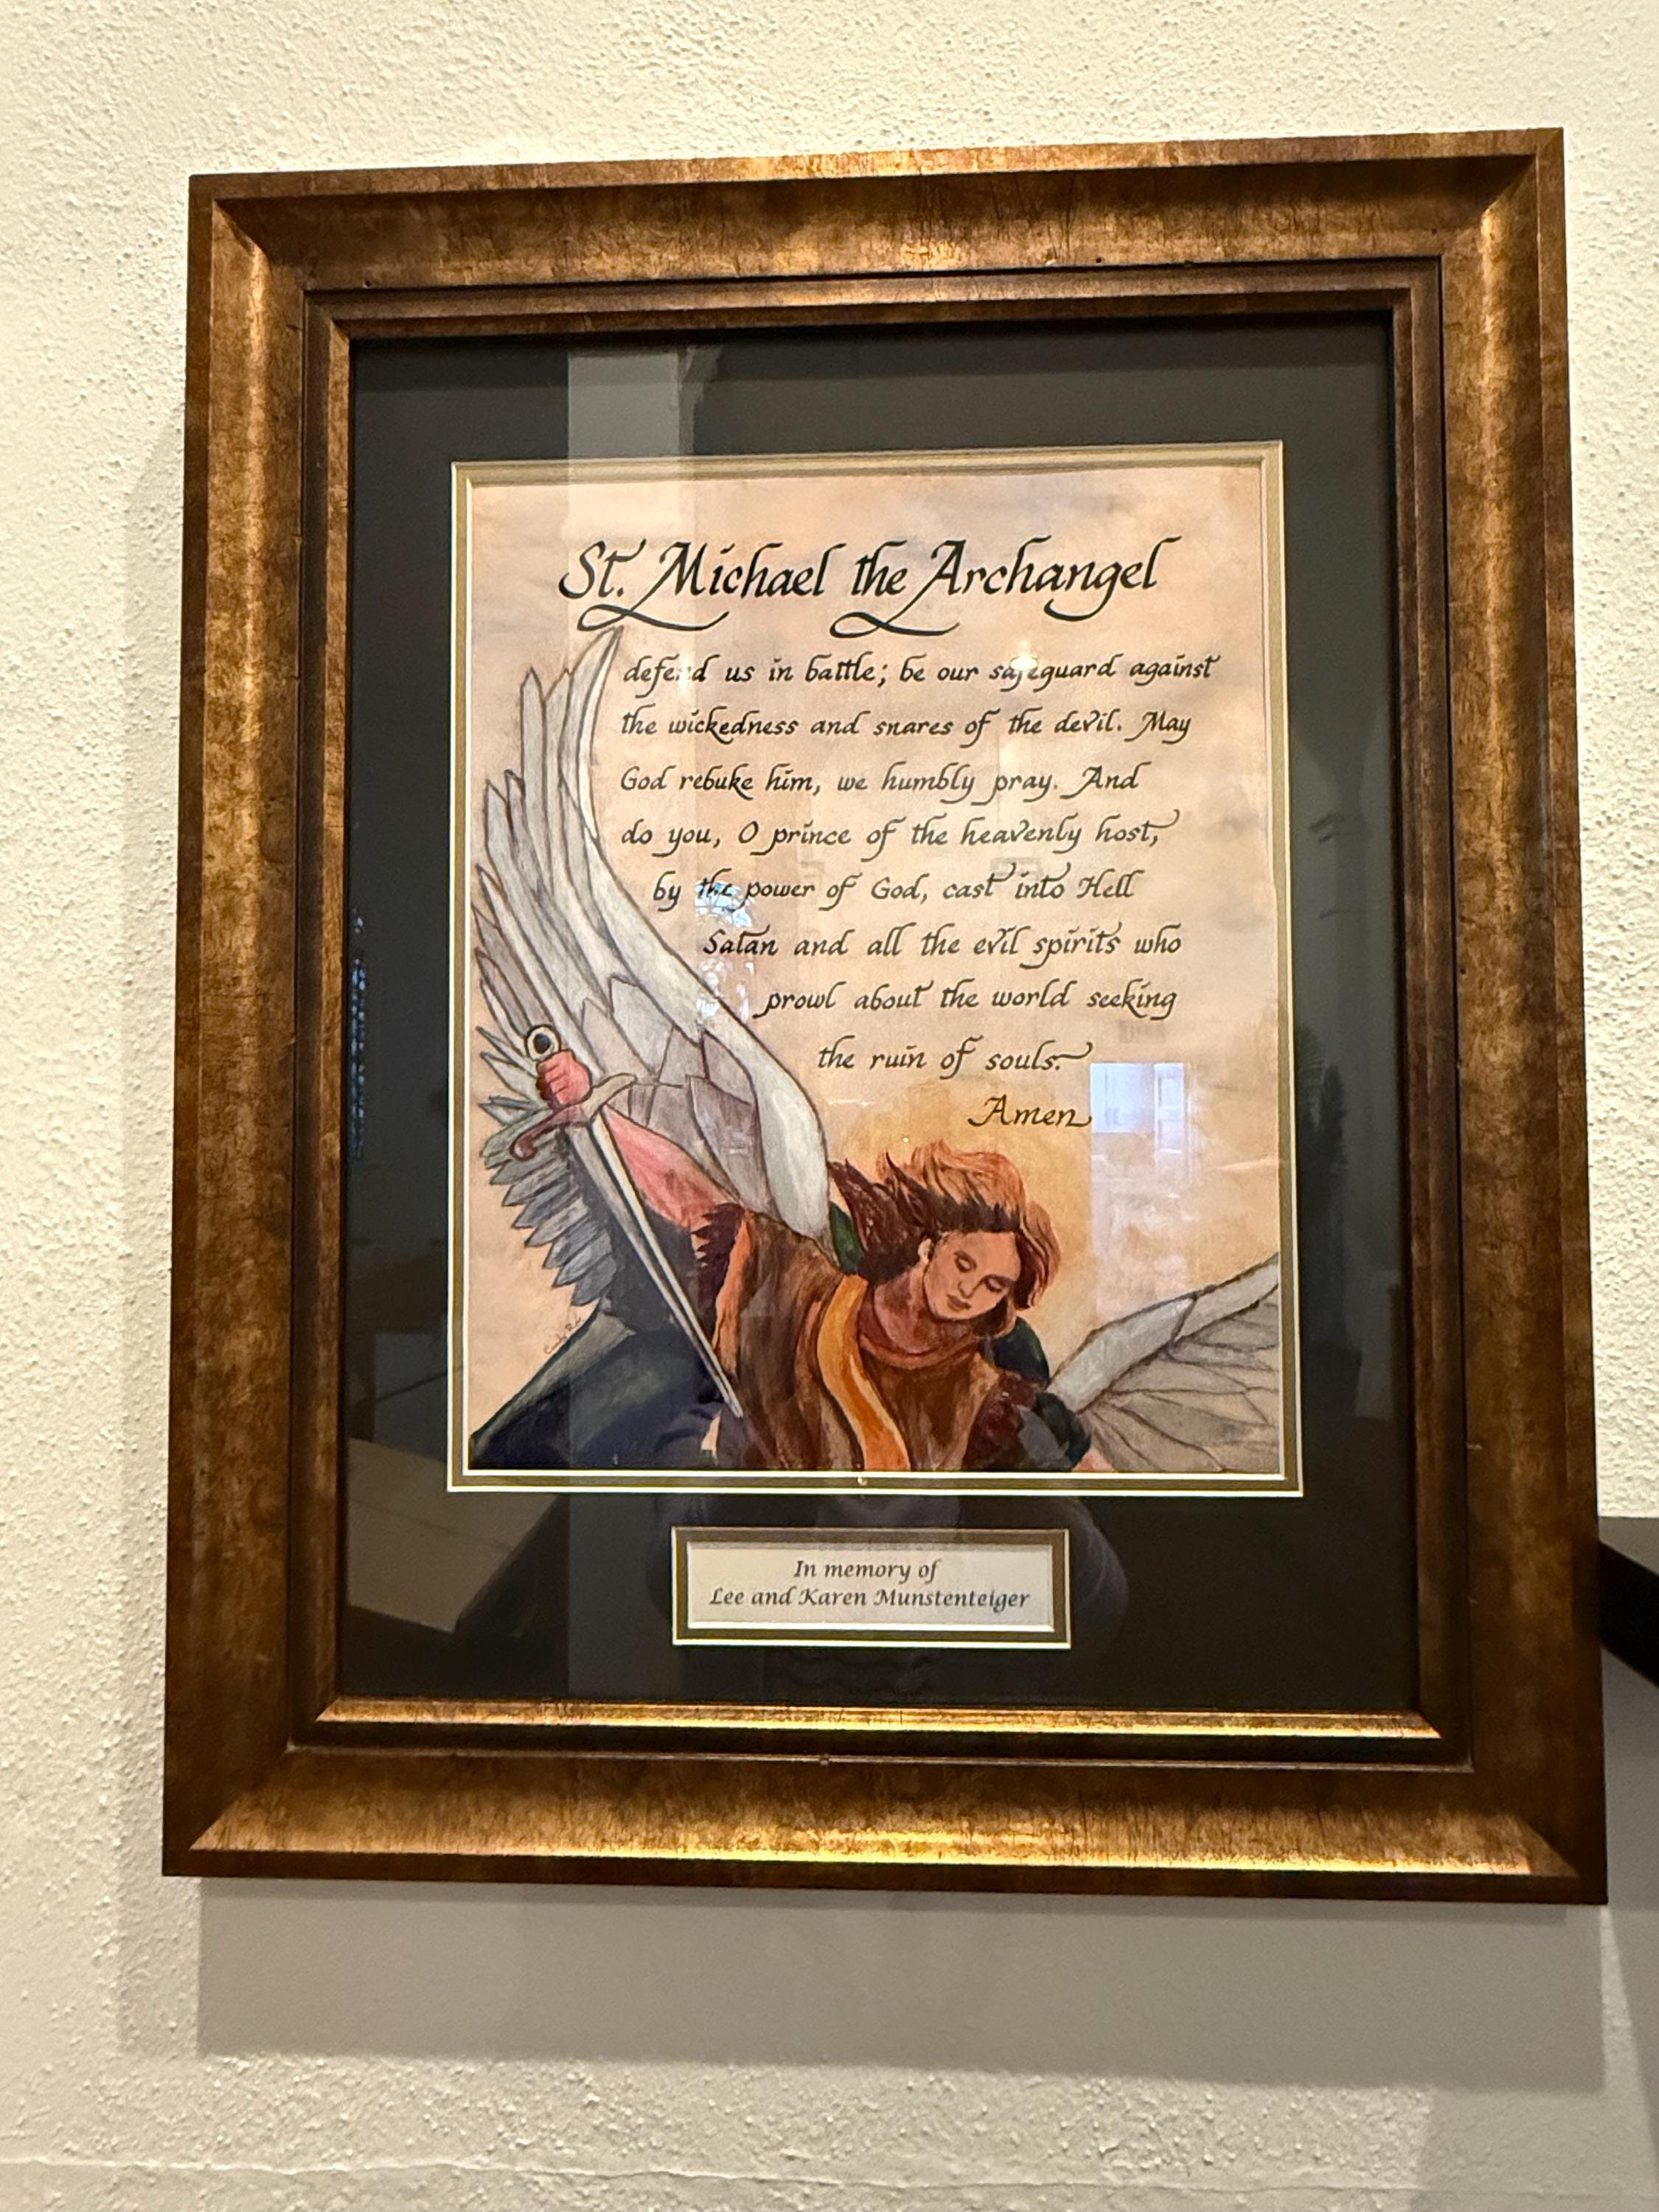 St. Michael the Archangel
defend us in battle; be our safeguard against
the wickedness and snares of the devil. May
God rebuke him, we humbly pray. And
do you, O prince of the heavenly host,
by the power of God, cast into Hell
Satan and all the evil spirits who
prowl about the world seeking
the ruin of souls.
Amen
In memory of
Lee and Karen Munstenteiger